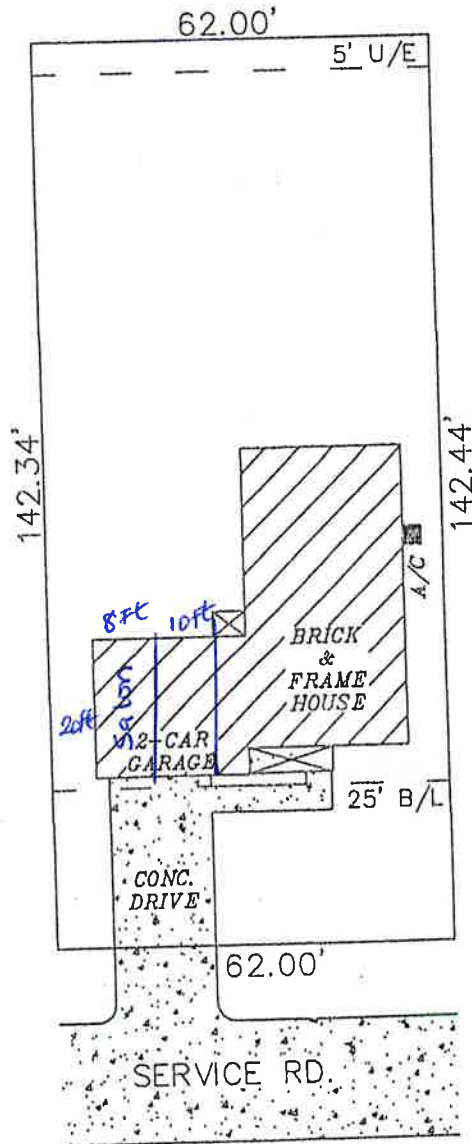 62.00'
5' U/E
142.34'
142.44'
A/C
8Ft
10Ft
BRICK
&
FRAME
HOUSE
20ft
Salon
2-CAR
GARAGE
25' B/L
CONC.
DRIVE
62.00'
SERVICE RD.